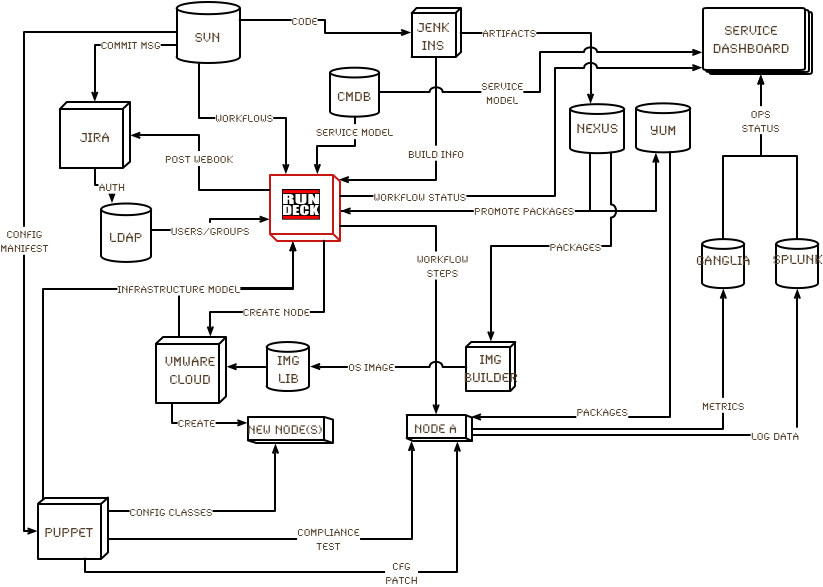 SVN
CODE
JENK
INS
ARTIFACTS
SERVICE
DASHBOARD
COMMIT MSG
CMDB
SERVICE
MODEL
WORKFLOWS
SERVICE MODEL
NEXUS
YUM
OPS
STATUS
JIRA
POST WEBOOK
BUILD INFO
AUTH
RUN
DECK
WORKFLOW STATUS
PROMOTE PACKAGES
LDAP
USERS/GROUPS
CONFIG
MANIFEST
PACKAGES
WORKFLOW
STEPS
GANGLIA
SPLUNK
INFRASTRUCTURE MODEL
CREATE NODE
VMWARE
CLOUD
IMG
LIB
OS IMAGE
IMG
BUILDER
METRICS
PACKAGES
CREATE
NEW NODE(S)
NODE A
LOG DATA
CONFIG CLASSES
PUPPET
COMPLIANCE
TEST
CFG
PATCH